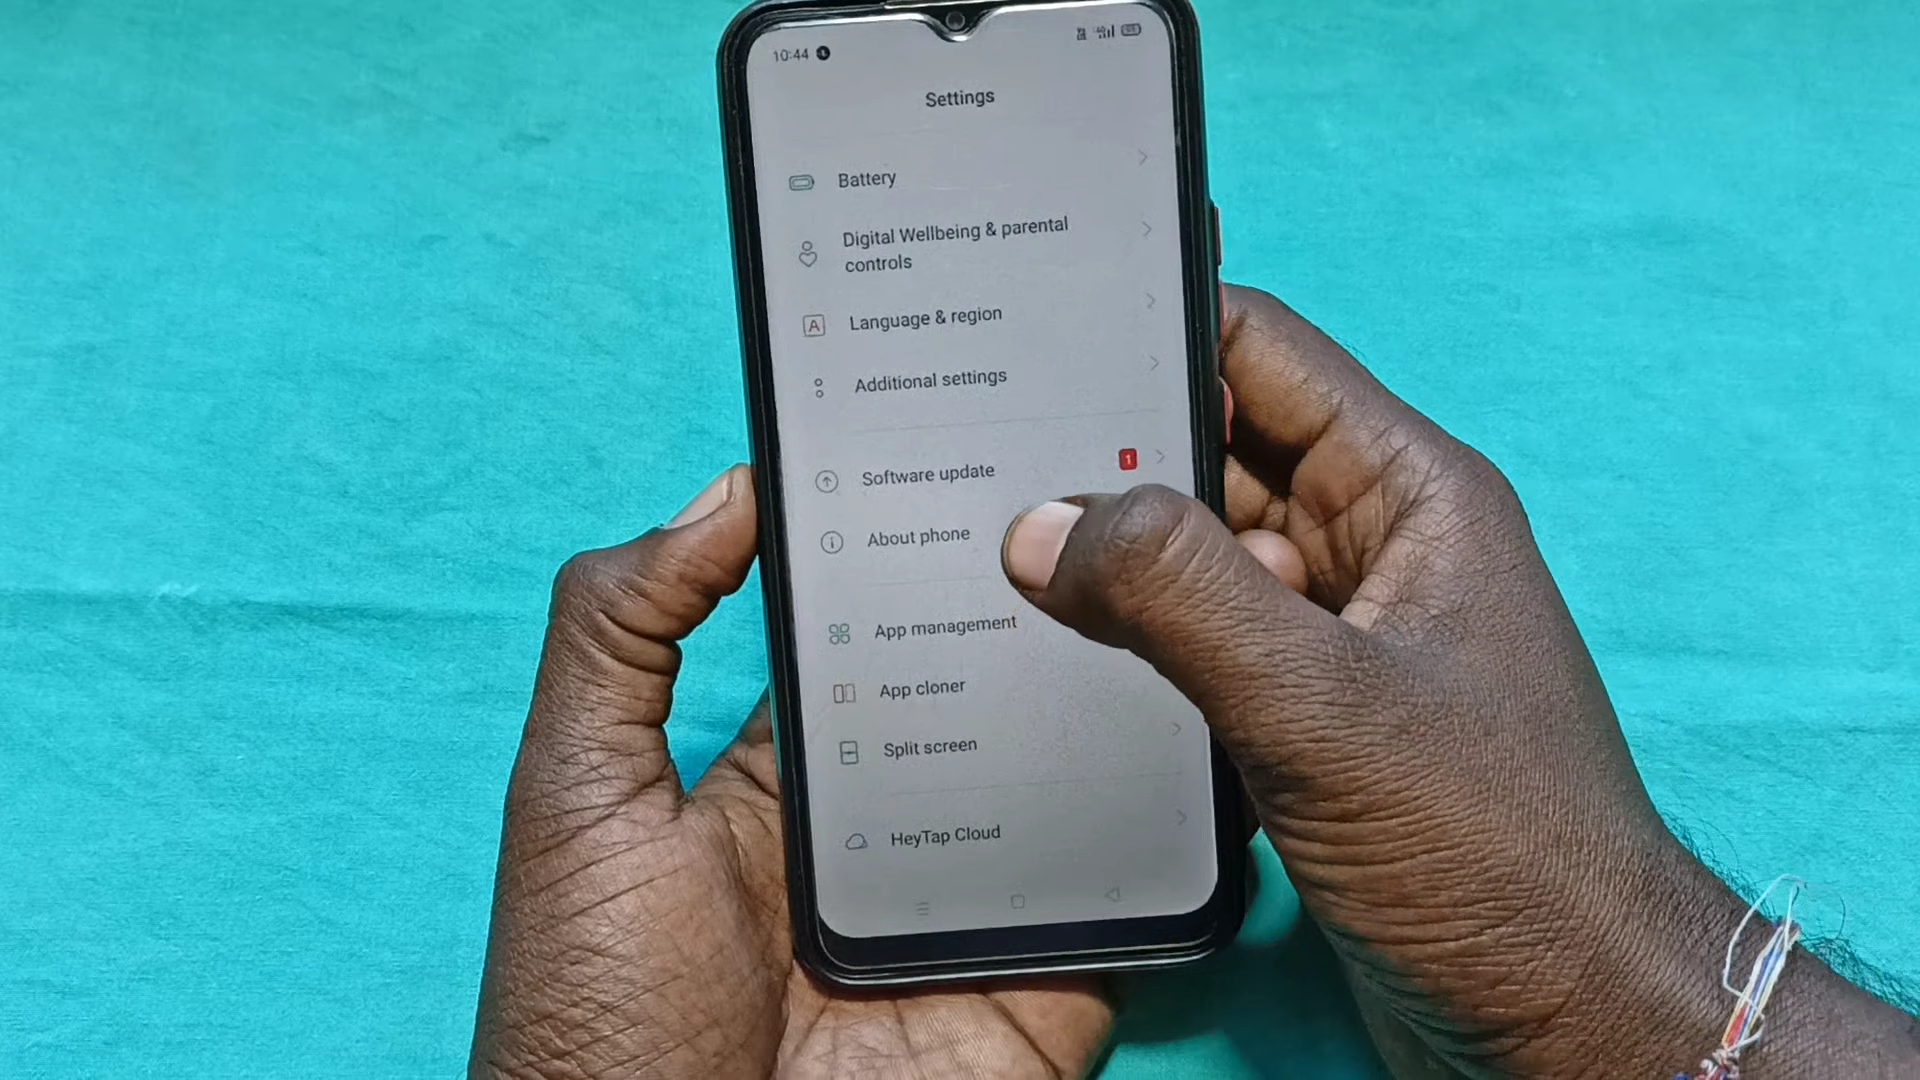 10:44
Settings
Battery
Digital Wellbeing & parental
controls
A
Language & region
Additional settings
Software update
1
About phone
App management
App cloner
Split screen
HeyTap Cloud